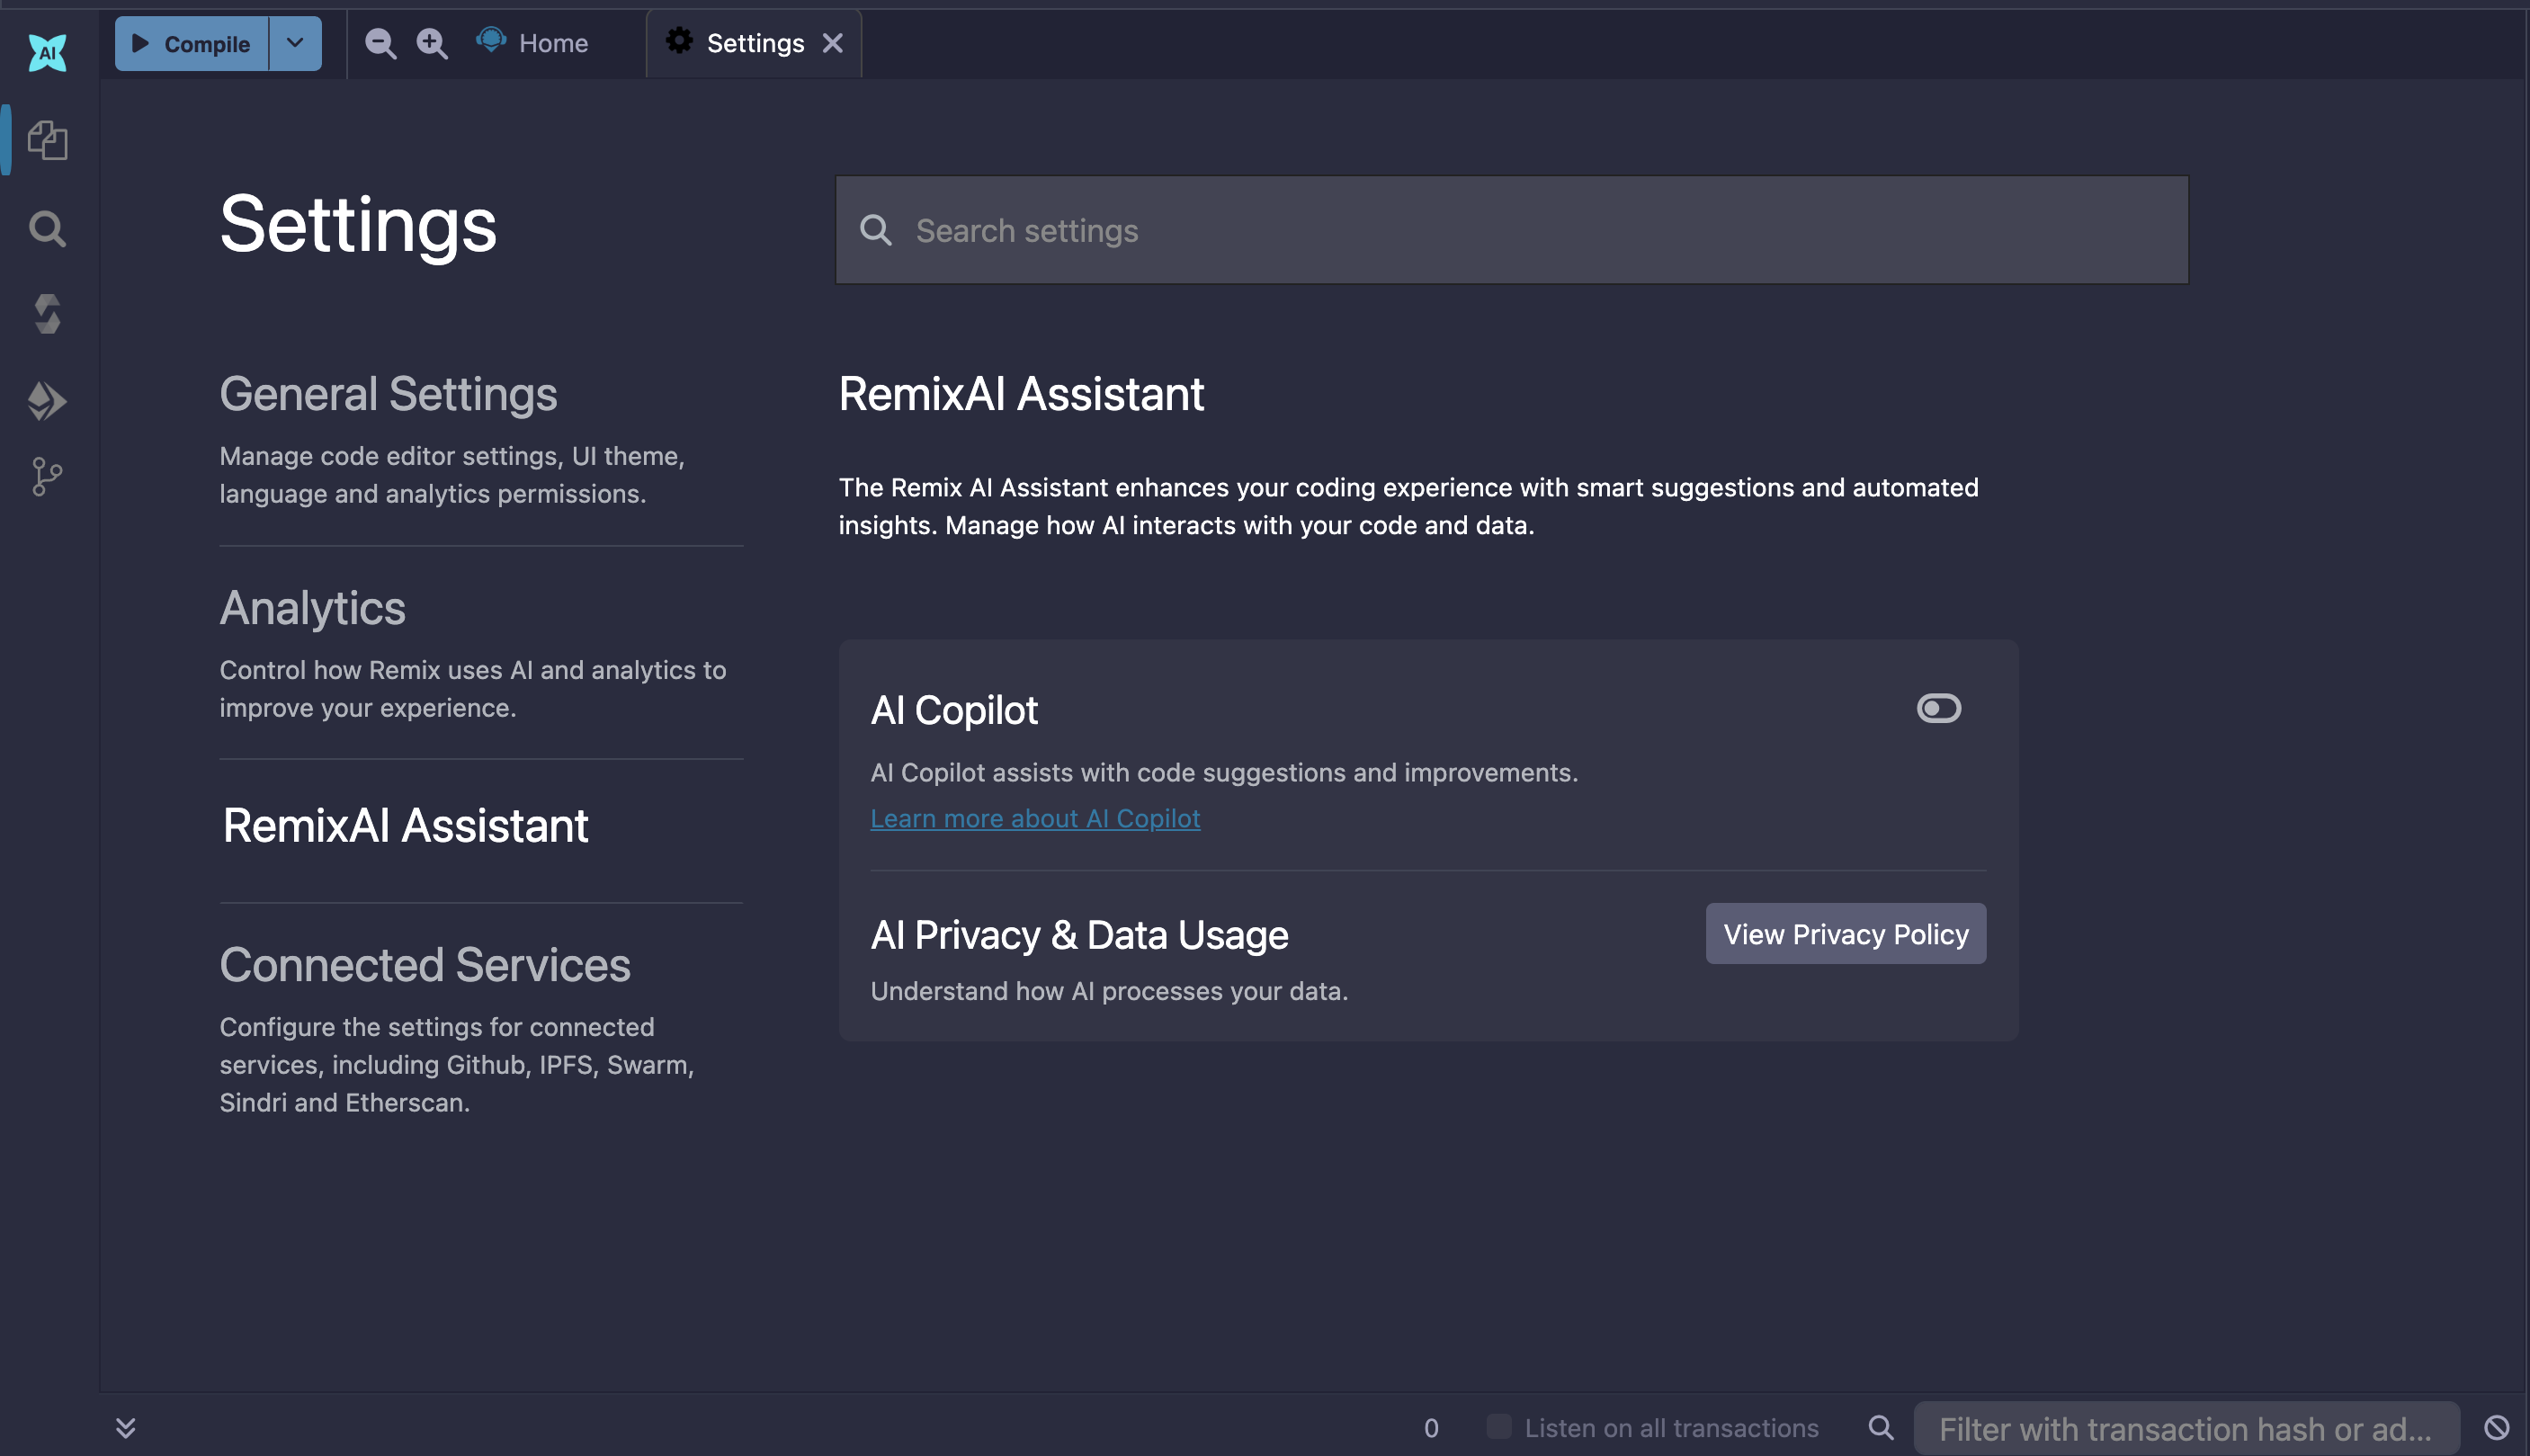 AI
Compile
Home
Settings
Settings
Search settings
General Settings
Manage code editor settings, UI theme,
language and analytics permissions.
Analytics
Control how Remix uses AI and analytics to
improve your experience.
RemixAI Assistant
Connected Services
Configure the settings for connected
services, including Github, IPFS, Swarm,
Sindri and Etherscan.
RemixAI Assistant
The Remix AI Assistant enhances your coding experience with smart suggestions and automated
insights. Manage how AI interacts with your code and data.
AI Copilot
AI Copilot assists with code suggestions and improvements.
Learn more about AI Copilot
AI Privacy & Data Usage
View Privacy Policy
Understand how AI processes your data.
0
Listen on all transactions
Filter with transaction hash or ad...